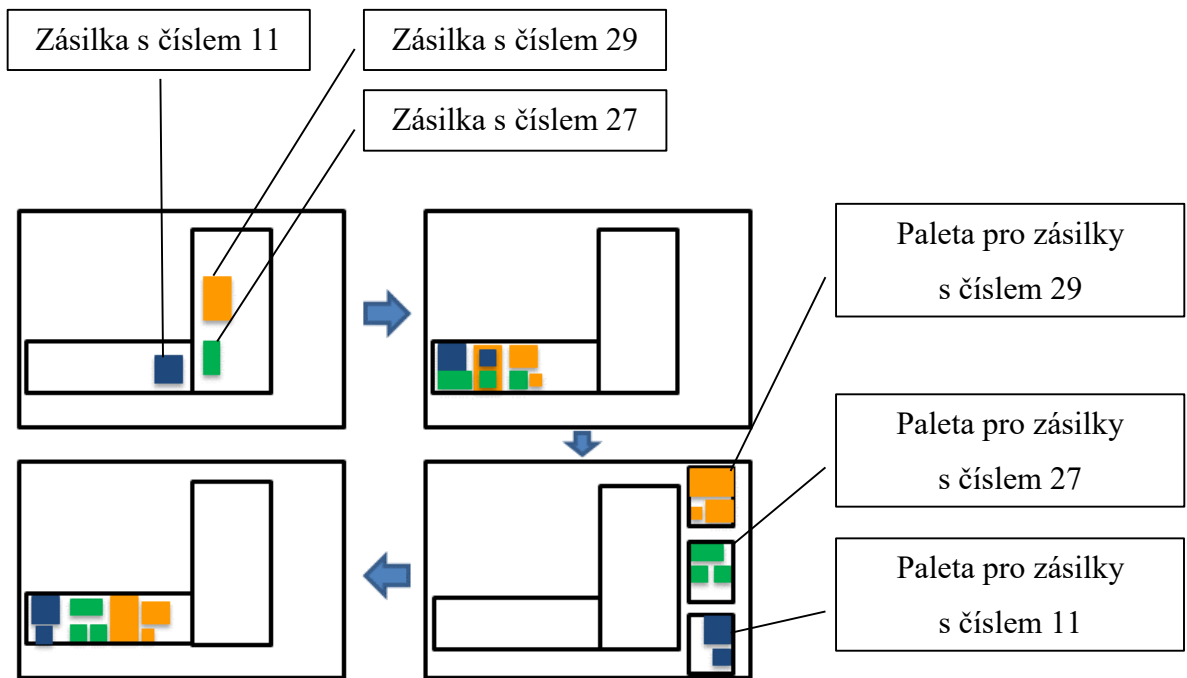 Zásilka s číslem 11
Zásilka s číslem 29
Zásilka s číslem 27
Paleta pro zásilky
s číslem 29
Paleta pro zásilky
s číslem 27
Paleta pro zásilky
s číslem 11